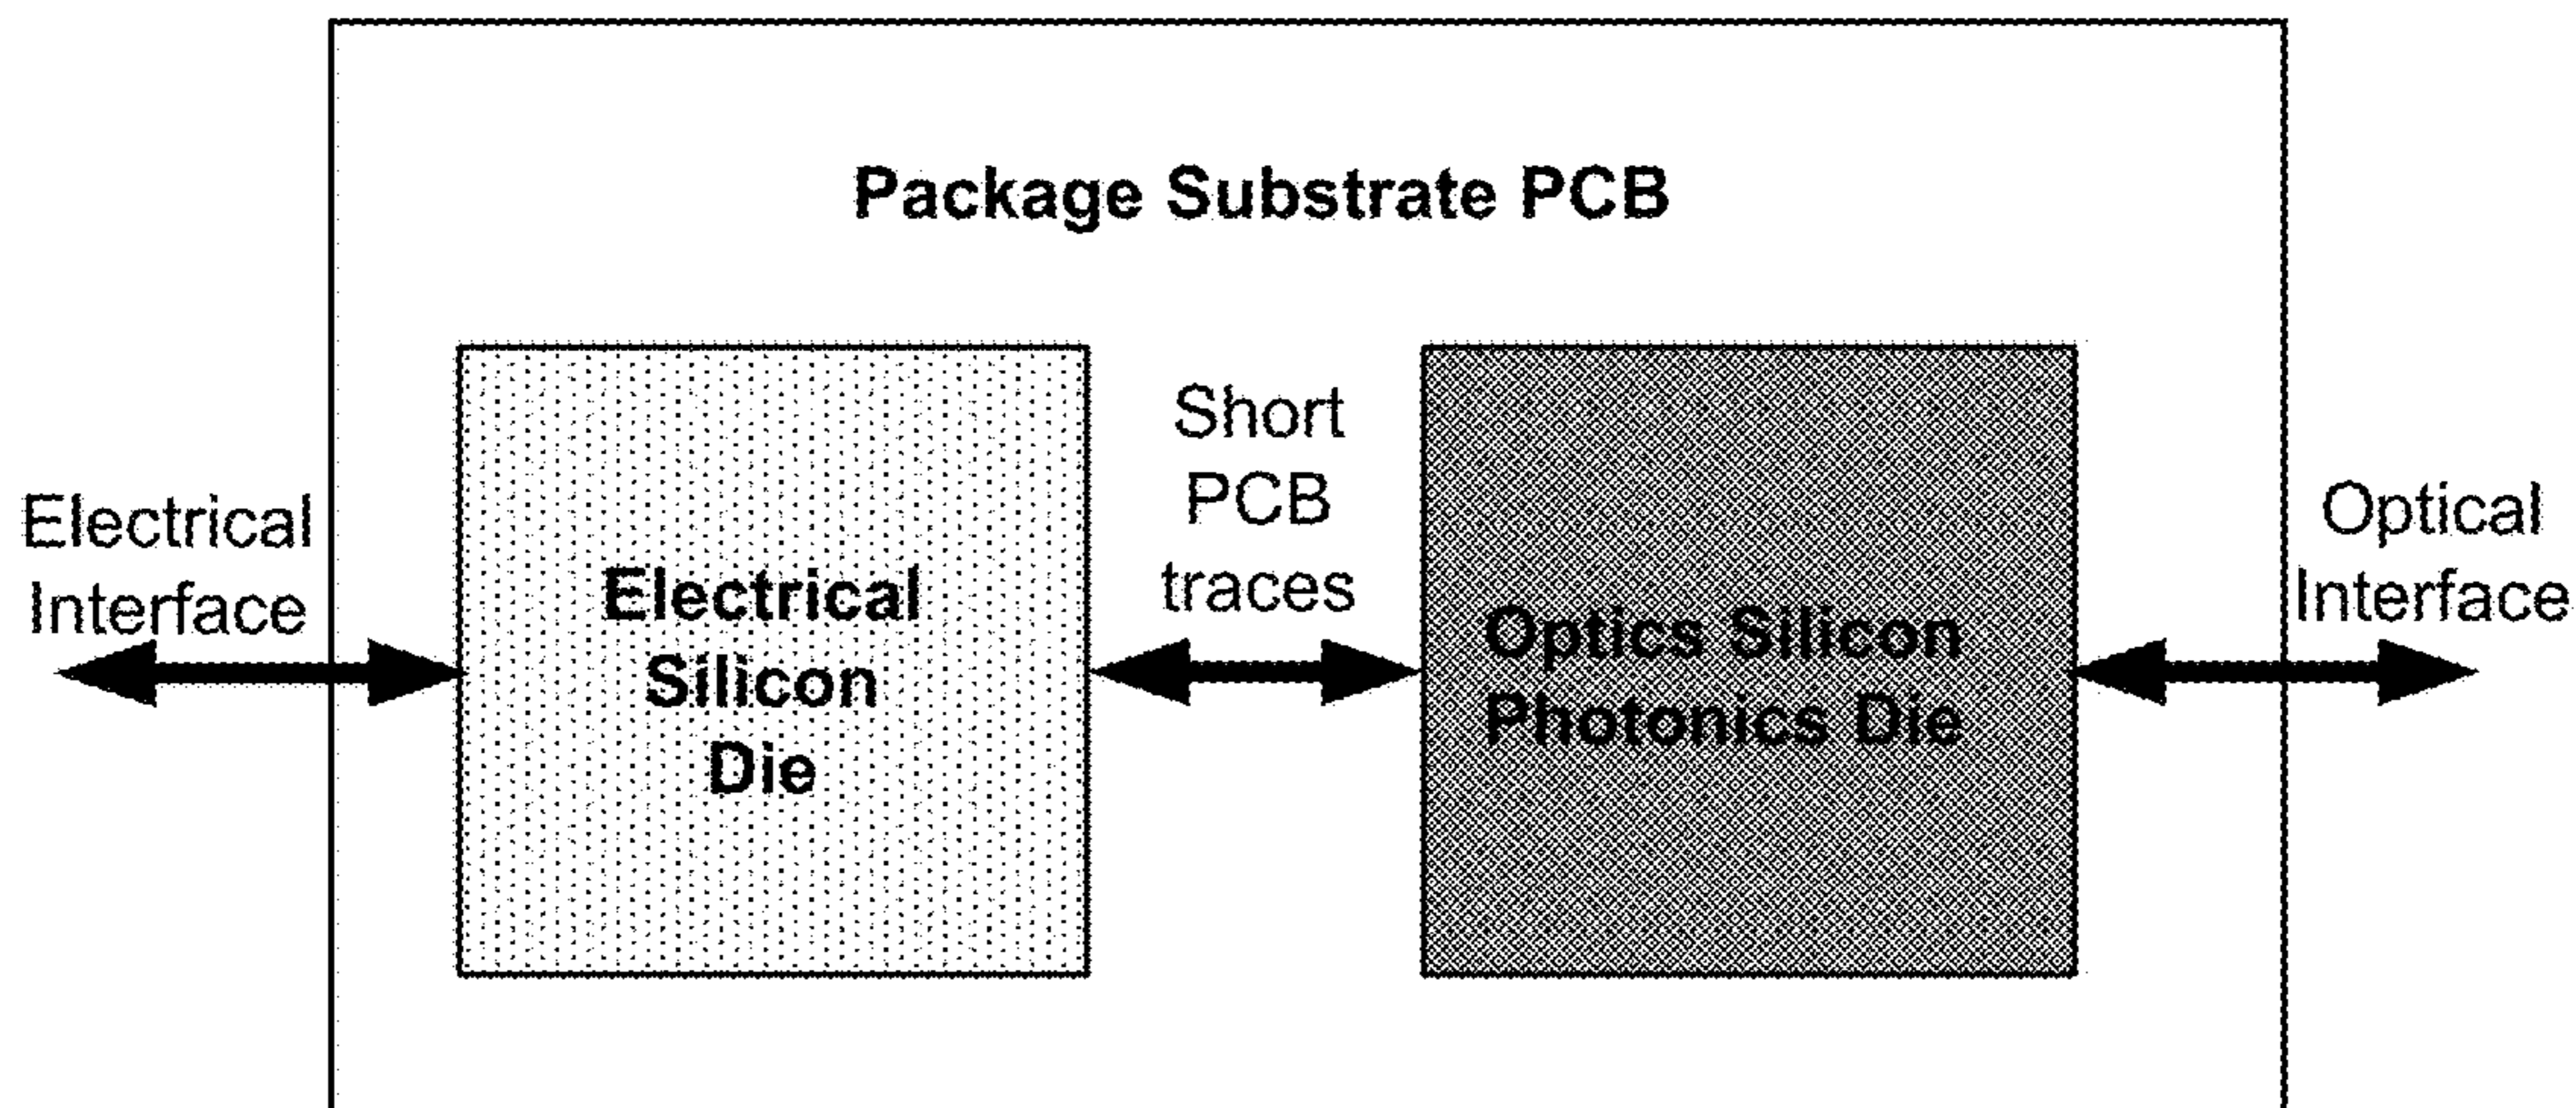 Package Substrate PCB
Electrical
Interface
Electrical
Silicon
Die
Short
PCB
traces
Optics Silicon
Photonics Die
Optical
Interface